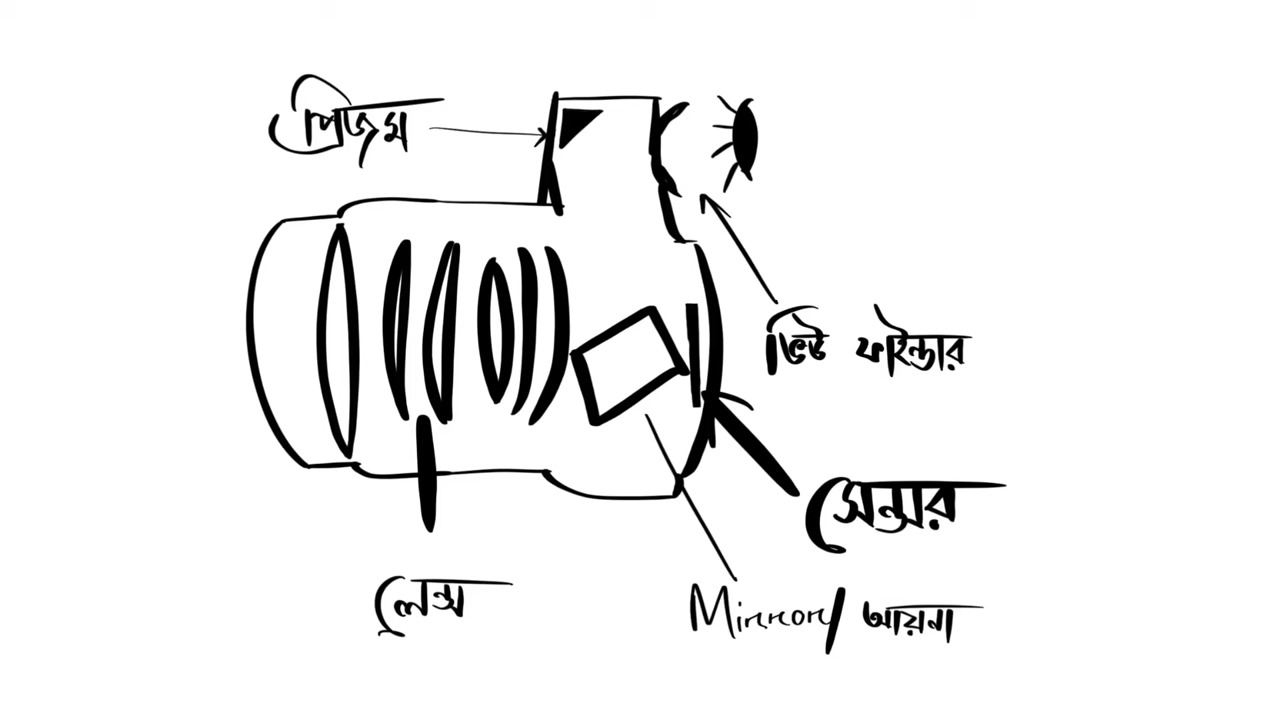 প্রিজম
ভিউ ফাইন্ডার
সেন্সর
লেন্স
Mirror/ আয়না